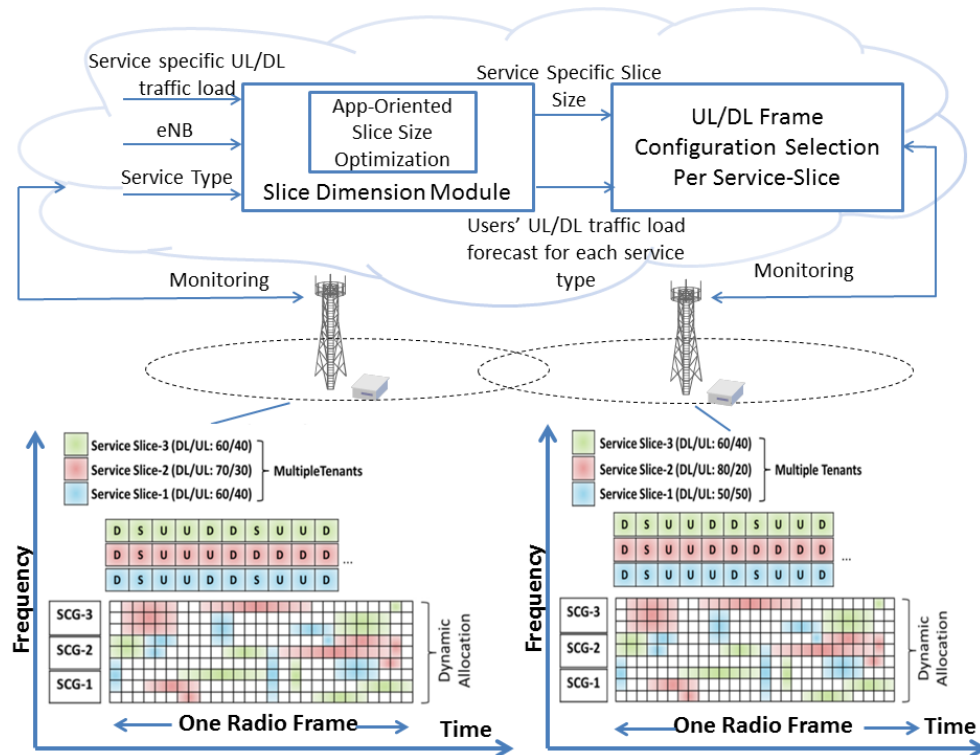 Service specific UL/DL
traffic load
eNB
Service Type
App-Oriented
Slice Size
Optimization
Slice Dimension Module
Service Specific Slice
Size
UL/DL Frame
Configuration Selection
Per Service-Slice
Users' UL/DL traffic load
forecast for each service
type
Monitoring
Monitoring
Service Slice-3 (DL/UL: 60/40)
Service Slice-2 (DL/UL: 70/30)
Service Slice-1 (DL/UL: 60/40)
MultipleTenants
D S U U D D S U U D
D S U U U D D D D D
D S U U D D S U U D
...
Frequency
SCG-3
SCG-2
SCG-1
Dynamic
Allocation
One Radio Frame
Time
Service Slice-3 (DL/UL: 60/40)
Service Slice-2 (DL/UL: 80/20)
Service Slice-1 (DL/UL: 50/50)
Multiple Tenants
D S U U D D S U U D
D S U D D D D D D D
D S U U U D S U U D
...
Frequency
SCG-3
SCG-2
SCG-1
Dynamic
Allocation
One Radio Frame
Time